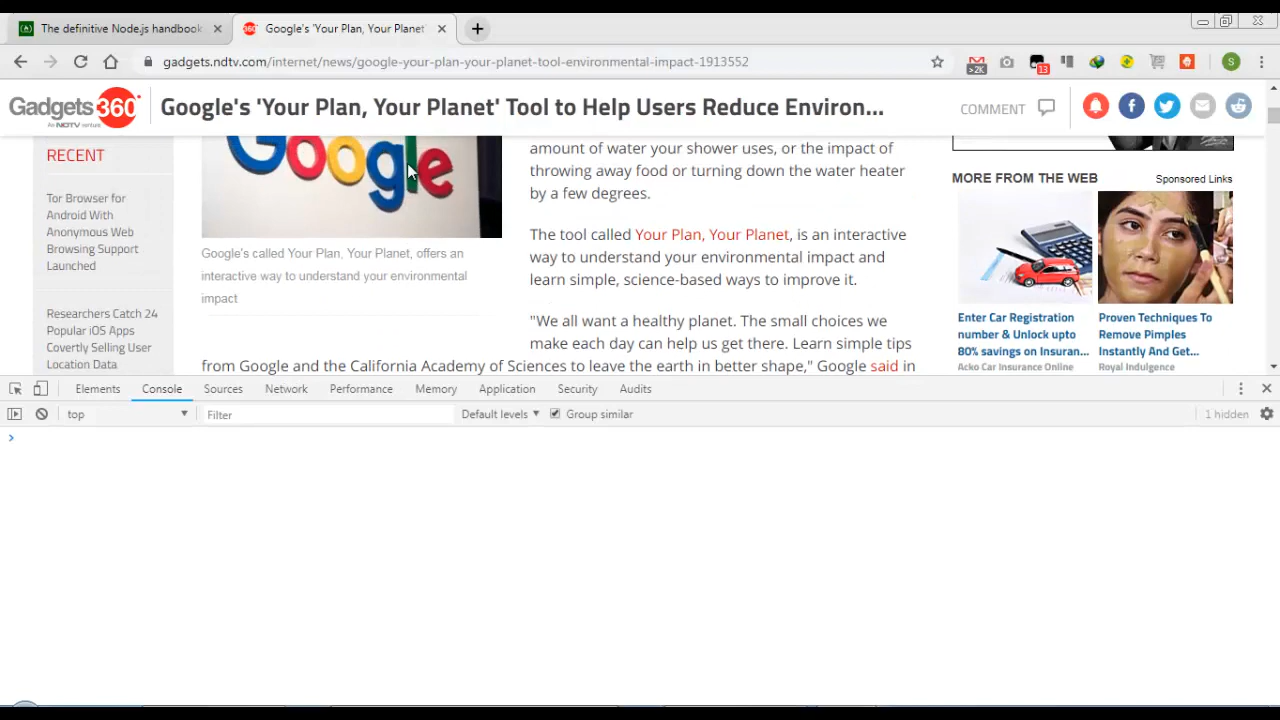 The definitive Node.js handbook
Google's 'Your Plan, Your Planet'
gadgets.ndtv.com/internet/news/google-your-plan-your-planet-tool-environmental-impact-1913552
>2K
13
S
Gadgets 360°
An NDTV venture
Google's 'Your Plan, Your Planet' Tool to Help Users Reduce Environ...
COMMENT
RECENT
Tor Browser for
Android With
Anonymous Web
Browsing Support
Launched
Researchers Catch 24
Popular iOS Apps
Covertly Selling User
Location Data
Google
Google's called Your Plan, Your Planet, offers an
interactive way to understand your environmental
impact
amount of water your shower uses, or the impact of
throwing away food or turning down the water heater
by a few degrees.
The tool called Your Plan, Your Planet, is an interactive
way to understand your environmental impact and
learn simple, science-based ways to improve it.
"We all want a healthy planet. The small choices we
make each day can help us get there. Learn simple tips
from Google and the California Academy of Sciences to leave the earth in better shape," Google said in
MORE FROM THE WEB
Sponsored Links
Enter Car Registration
number & Unlock upto
80% savings on Insuran...
Acko Car Insurance Online
Proven Techniques To
Remove Pimples
Instantly And Get...
Royal Indulgence
Elements Console Sources Network Performance Memory Application Security Audits
top
Filter
Default levels
Group similar
1 hidden